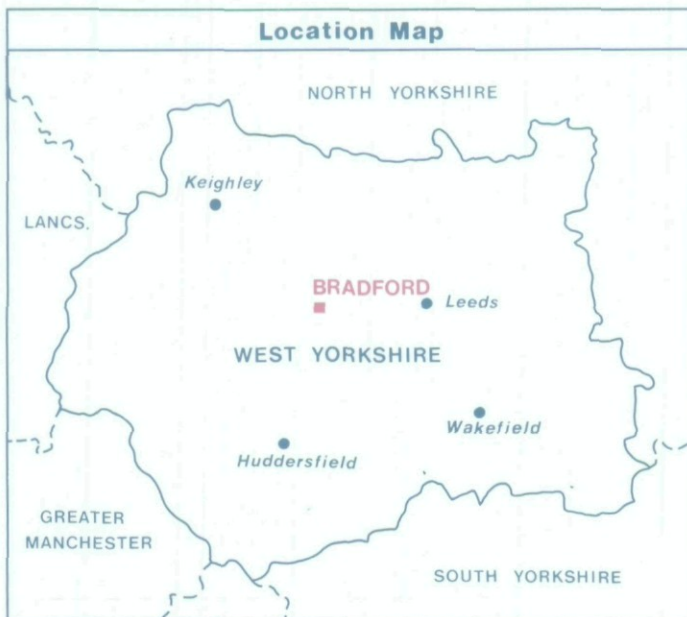 Location Map
NORTH YORKSHIRE
Keighley
LANCS.
BRADFORD
Leeds
WEST YORKSHIRE
Wakefield
Huddersfield
GREATER
MANCHESTER
SOUTH YORKSHIRE